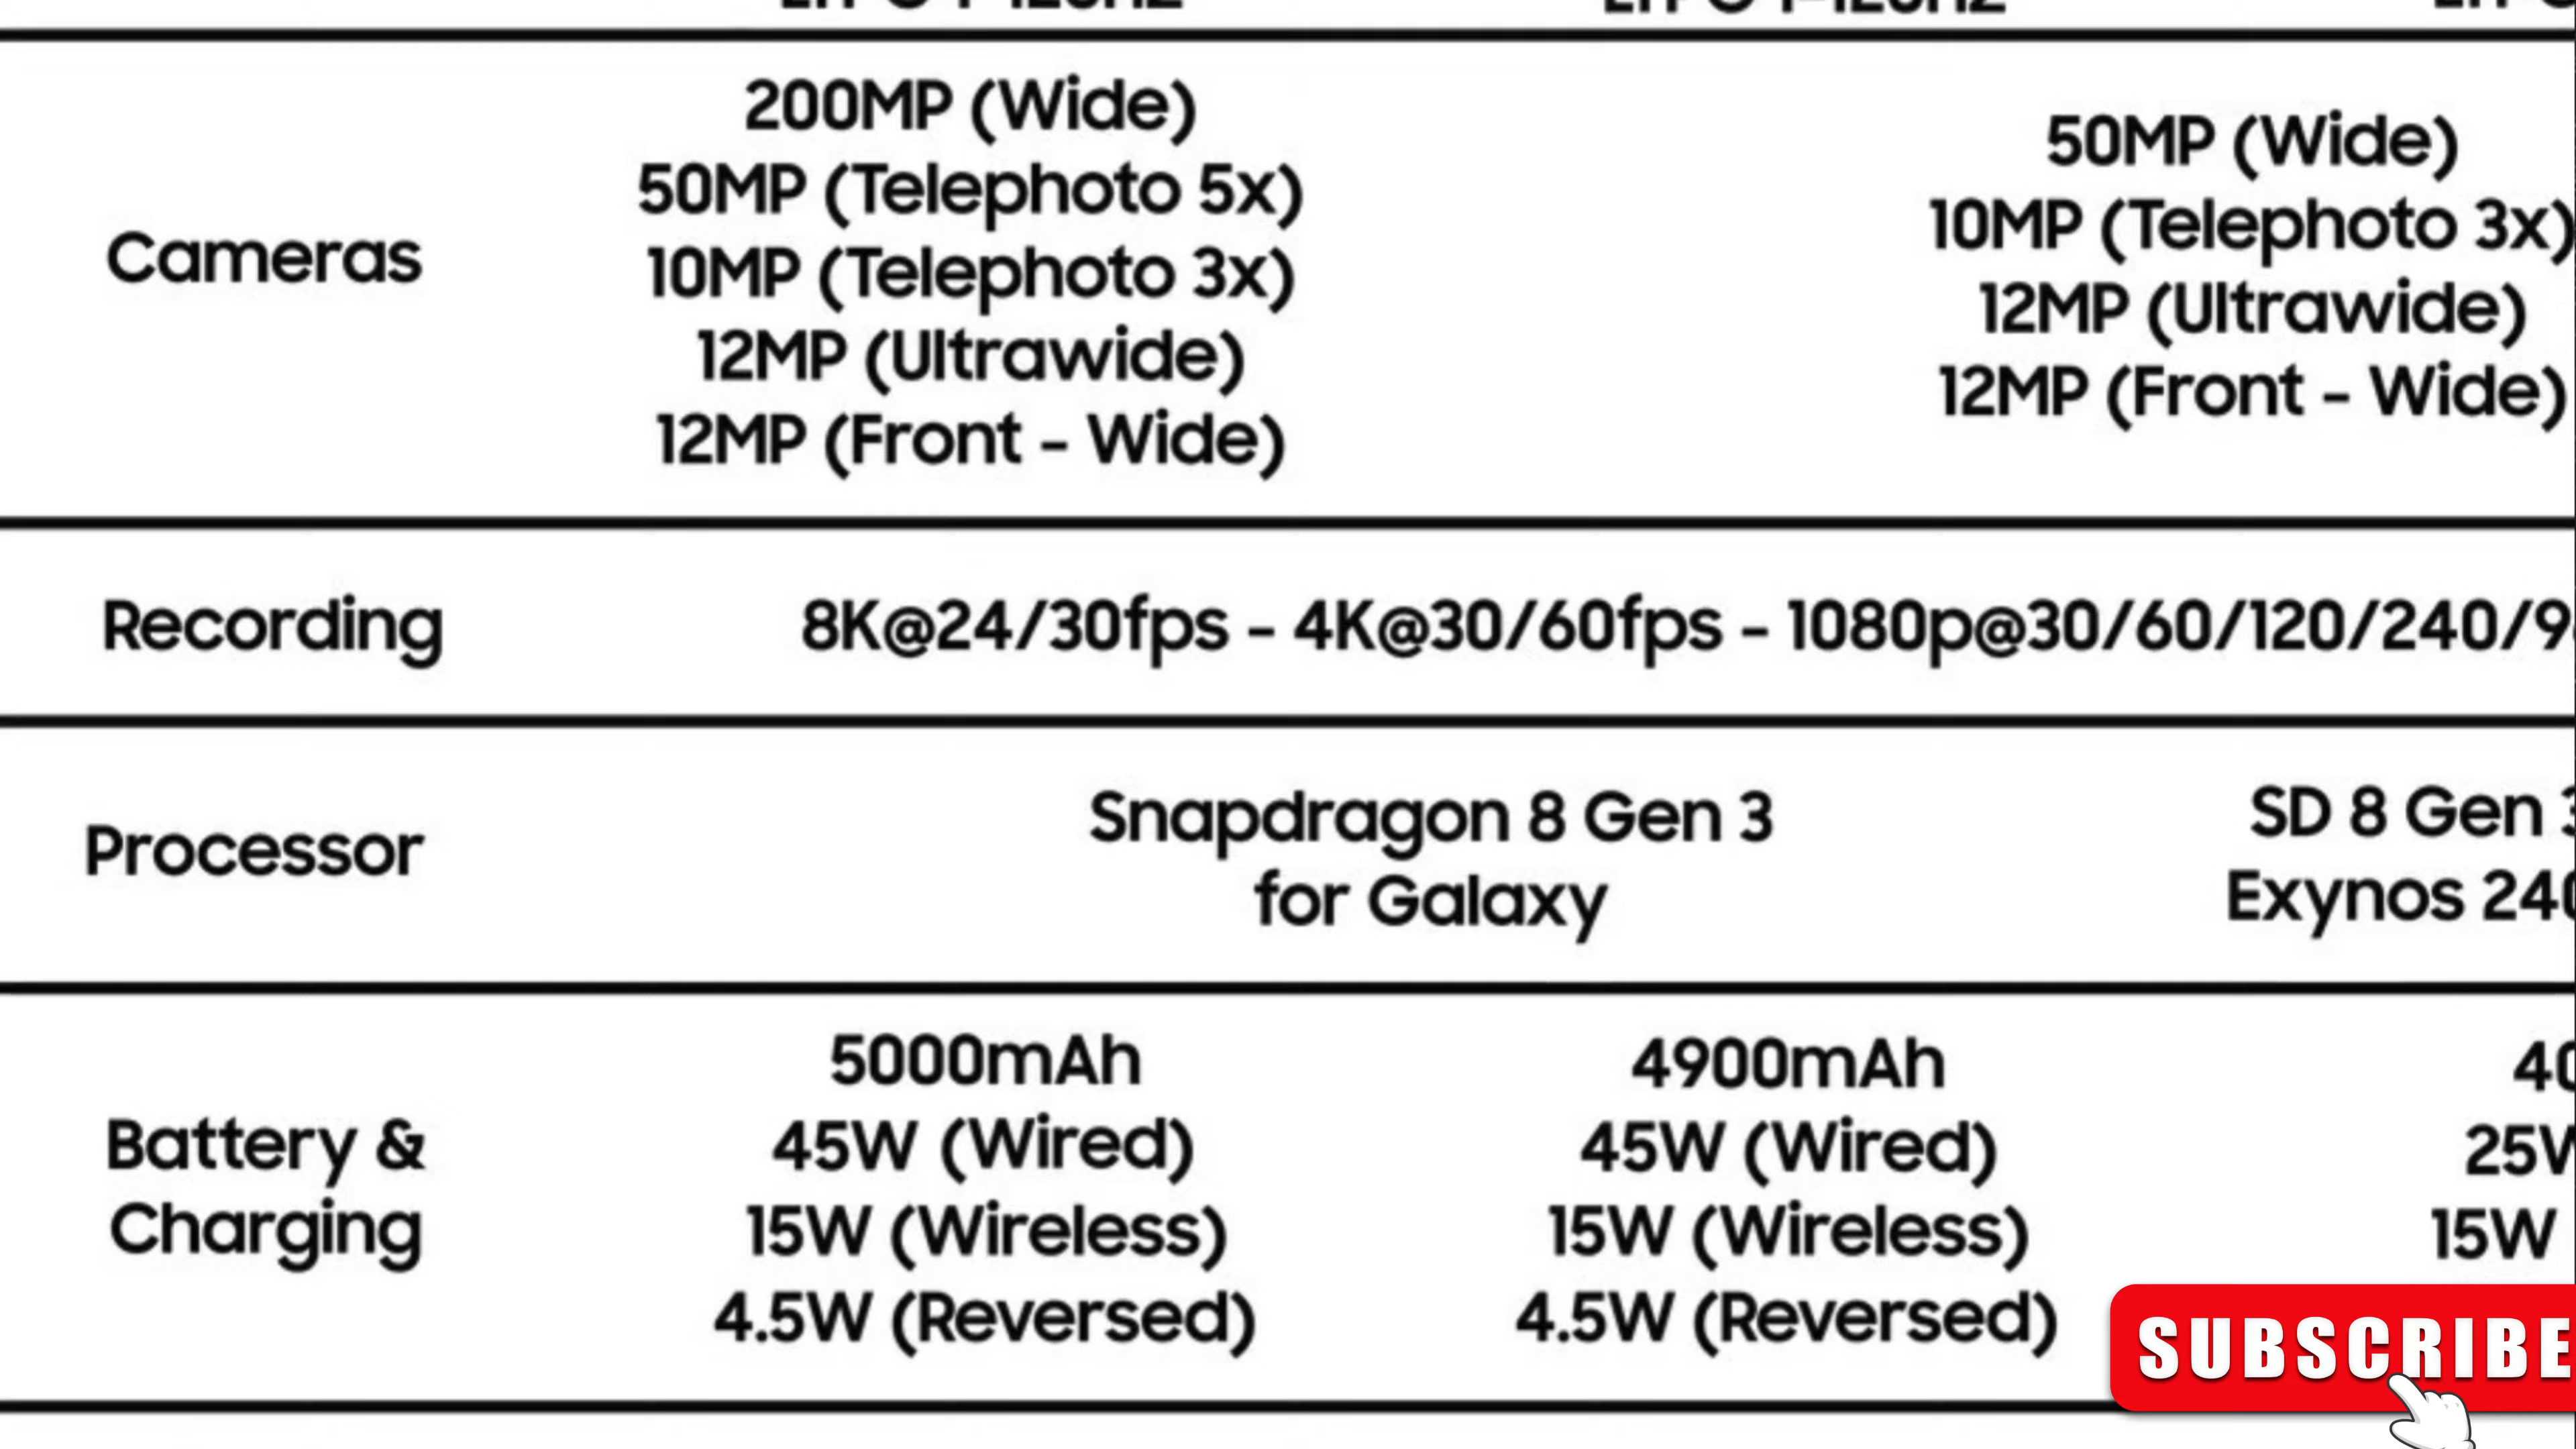 Cameras
200MP (Wide)
50MP (Telephoto 5x)
10MP (Telephoto 3x)
12MP (Ultrawide)
12MP (Front - Wide)
50MP (Wide)
10MP (Telephoto 3x)
12MP (Ultrawide)
12MP (Front - Wide)
Recording
8K@24/30fps - 4K@30/60fps - 1080p@30/60/120/240/9
Processor
Snapdragon 8 Gen 3
for Galaxy
SD 8 Gen
Exynos
Battery &
Charging
5000mAh
45W (Wired)
15W (Wireless)
4.5W (Reversed)
4900mAh
45W (Wired)
15W (Wireless)
4.5W (Reversed)
25W
15W
SUBSCRIBE